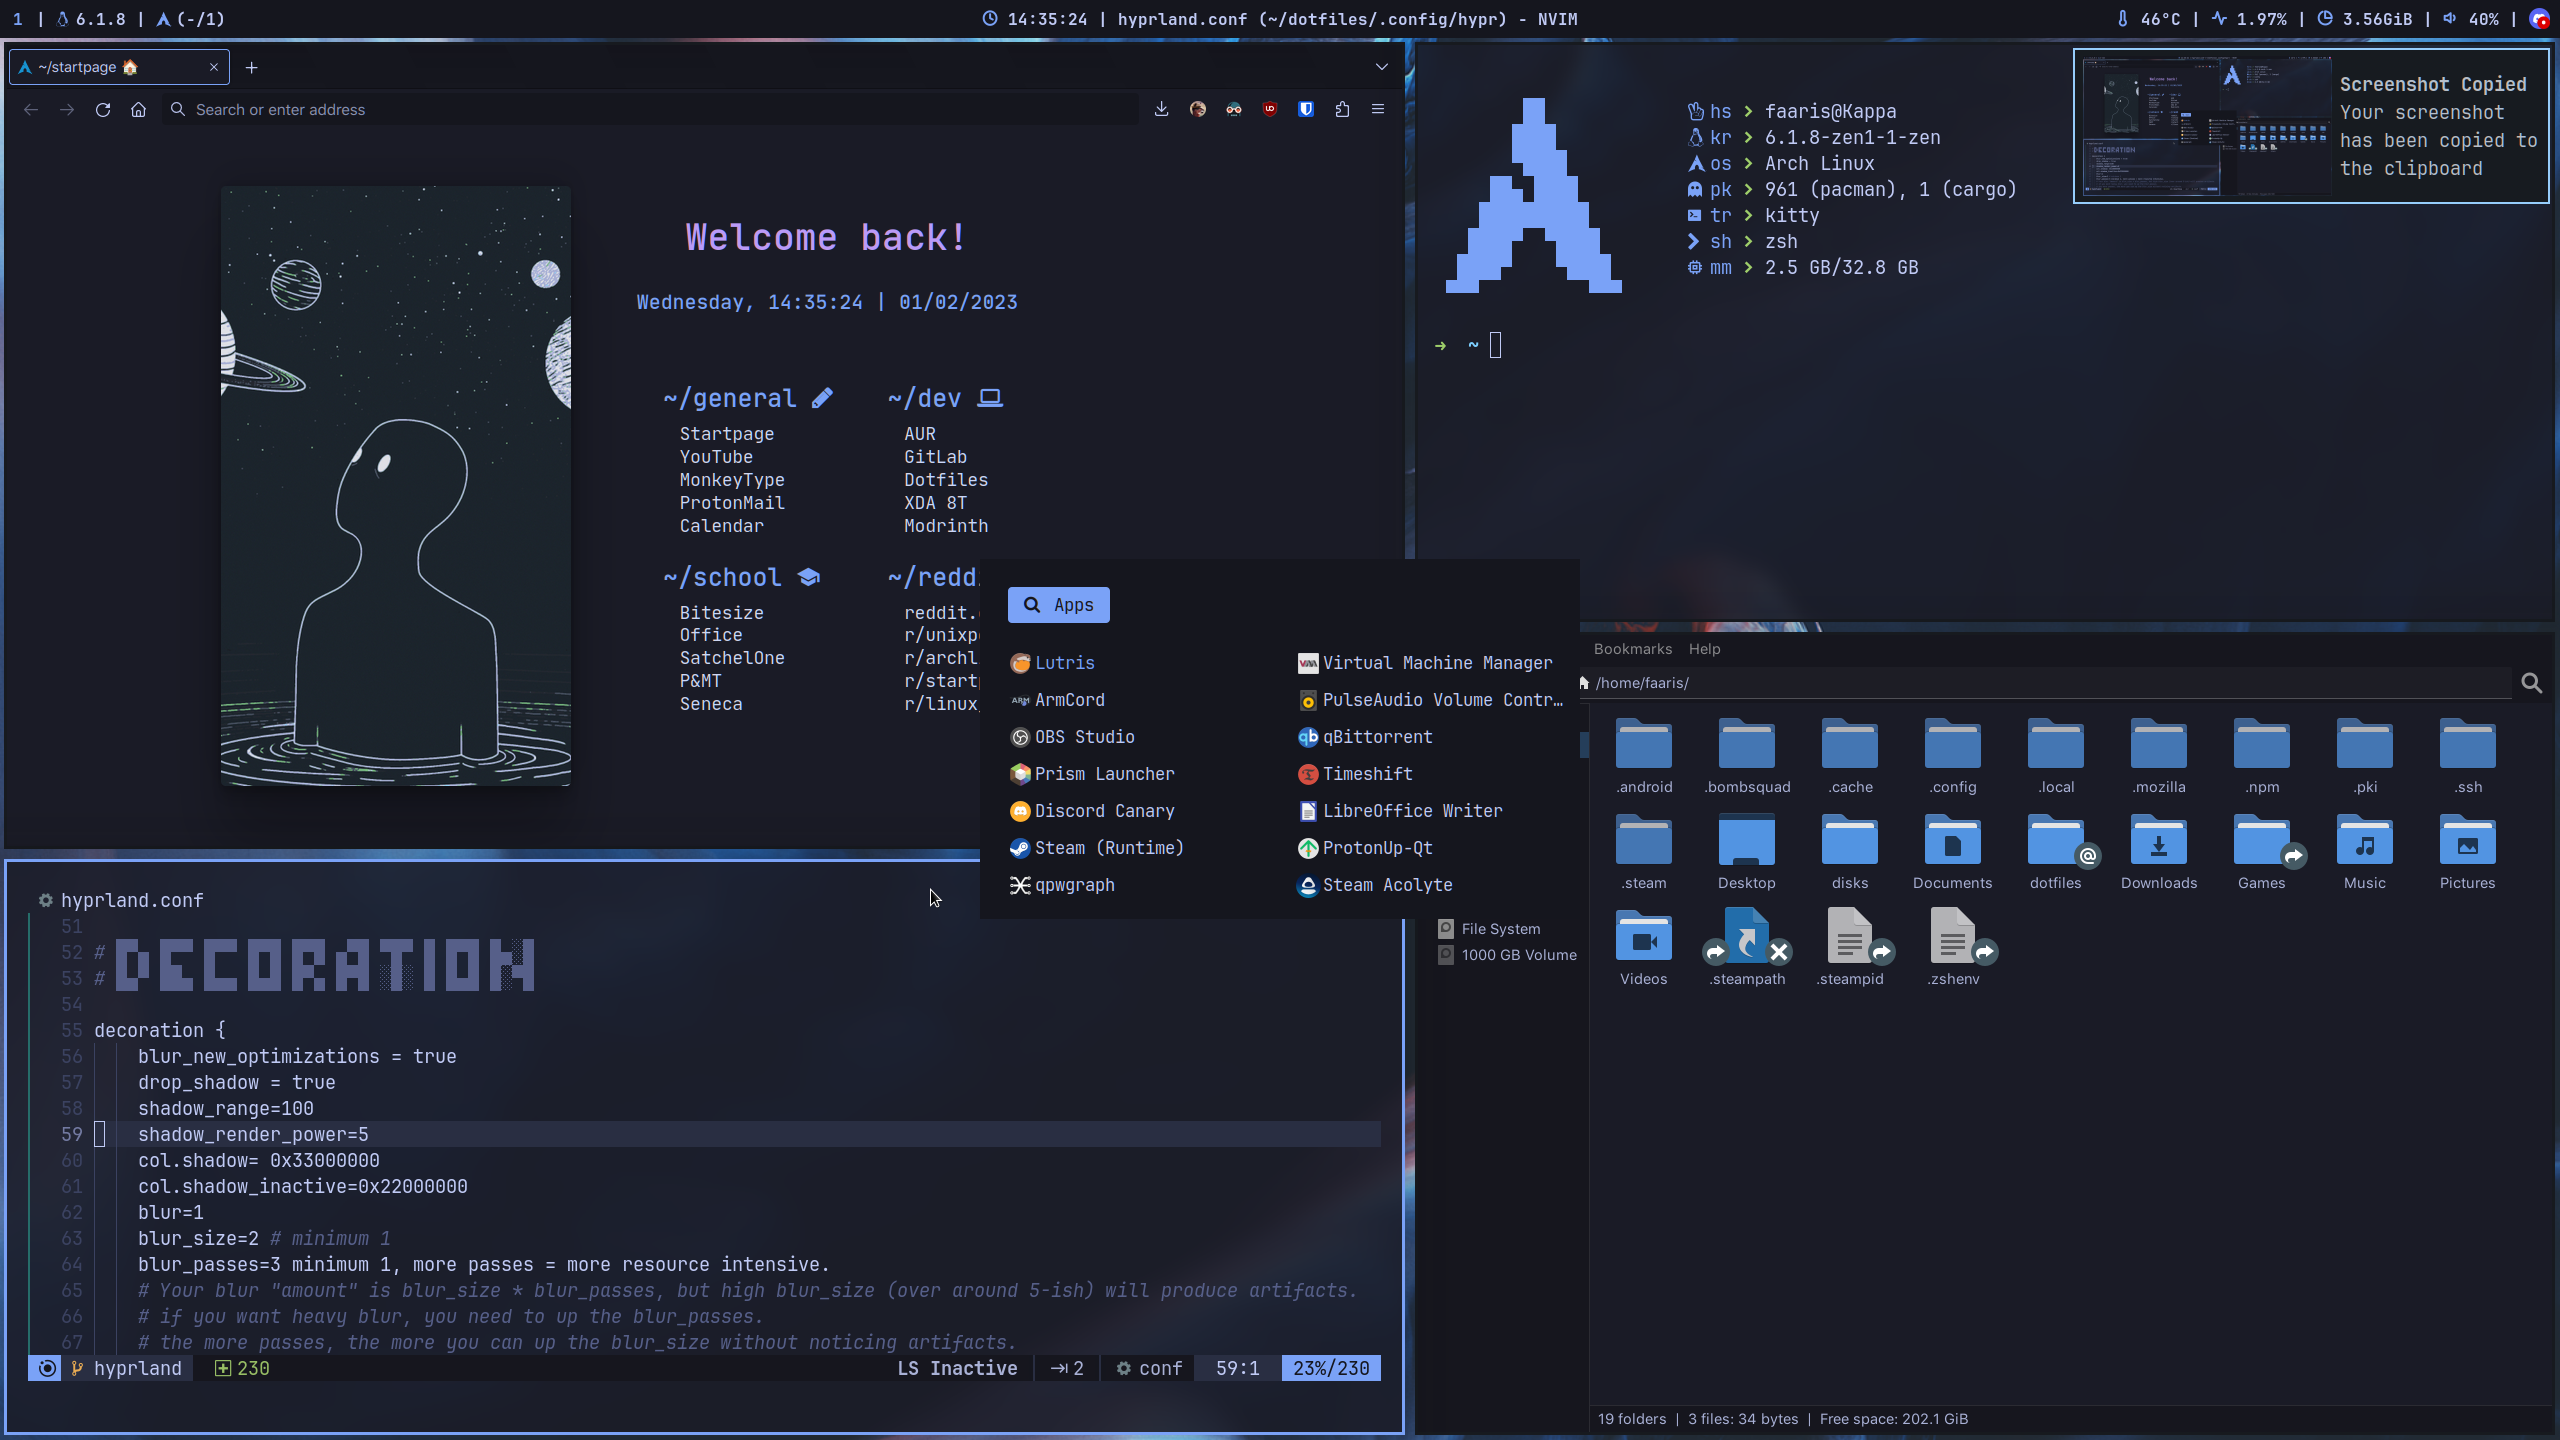 1 | 6.1.8 | (-/1)
14:35:24 | hyprland.conf (~/dotfiles/.config/hypr) - NVIM
46°C | 1.97% | 3.56GiB | 40% |
~/startpage 🏠
Search or enter address
Welcome back!
Wednesday, 14:35:24 | 01/02/2023
~/general
Startpage
YouTube
MonkeyType
ProtonMail
Calendar
~/dev
AUR
GitLab
Dotfiles
XDA 8T
Modrinth
~/school
Bitesize
Office
SatchelOne
P&MT
Seneca
~/redd
reddit.
r/unixp
r/archl
r/start
r/linux
hs > faaris@Kappa
kr > 6.1.8-zen1-1-zen
os > Arch Linux
pk > 961 (pacman), 1 (cargo)
tr > kitty
sh > zsh
mm > 2.5 GB/32.8 GB
→ ~
Screenshot Copied
Your screenshot
has been copied to
the clipboard
Apps
Lutris
ArmCord
OBS Studio
Prism Launcher
Discord Canary
Steam (Runtime)
qpwgraph
Virtual Machine Manager
PulseAudio Volume Contr…
qBittorrent
Timeshift
LibreOffice Writer
ProtonUp-Qt
Steam Acolyte
Bookmarks Help
/home/faaris/
.android .bombsquad .cache .config .local .mozilla .npm .pki .ssh
.steam Desktop disks Documents dotfiles Downloads Games Music Pictures
Videos .steampath .steampid .zshenv
File System
1000 GB Volume
19 folders | 3 files: 34 bytes | Free space: 202.1 GiB
hyprland.conf
51
52 # DECORATION
53 #
54
55 decoration {
56 blur_new_optimizations = true
57 drop_shadow = true
58 shadow_range=100
59 shadow_render_power=5
60 col.shadow= 0x33000000
61 col.shadow_inactive=0x22000000
62 blur=1
63 blur_size=2 # minimum 1
64 blur_passes=3 minimum 1, more passes = more resource intensive.
65 # Your blur "amount" is blur_size * blur_passes, but high blur_size (over around 5-ish) will produce artifacts.
66 # if you want heavy blur, you need to up the blur_passes.
67 # the more passes, the more you can up the blur_size without noticing artifacts.
hyprland 230 LS Inactive 2 conf 59:1 23%/230